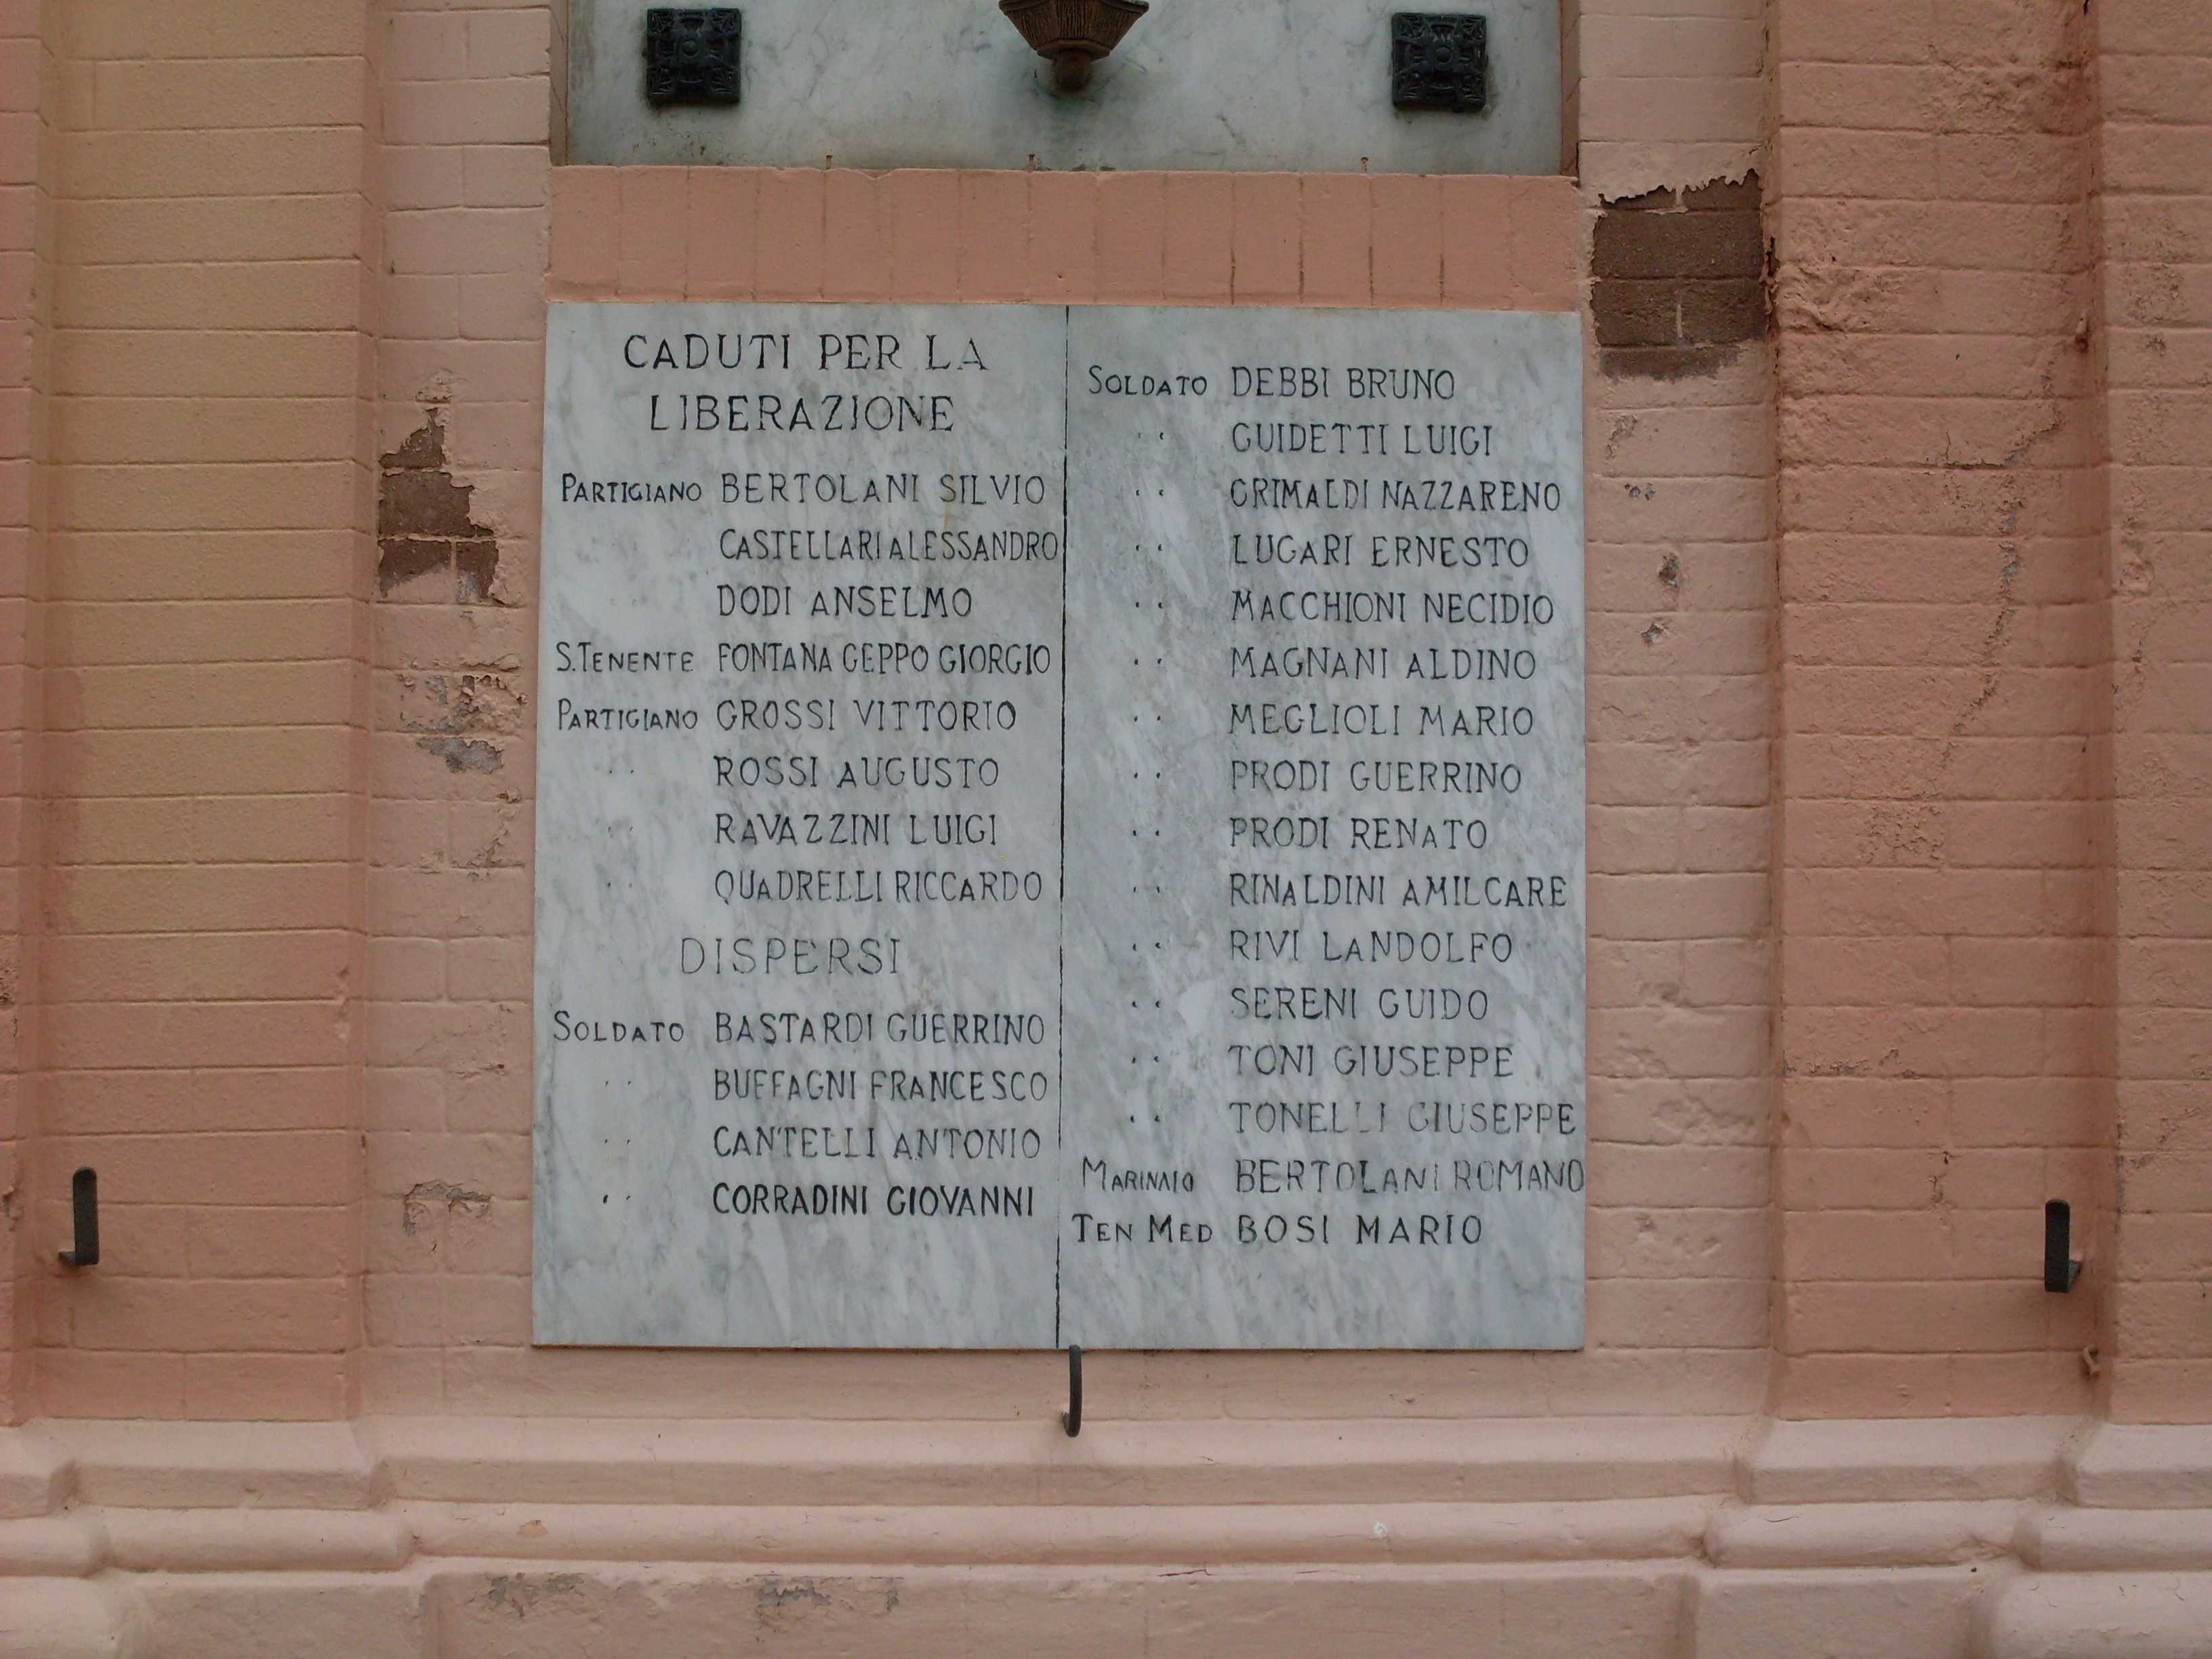 CADUTI PER LA
LIBERAZIONE
PARTIGIANO BERTOLANI SILVIO
CASTELLARI ALESSANDRO
DODI ANSELMO
S.TENENTE FONTANA GEPPO GIORGIO
PARTIGIANO GROSSI VITTORIO
·· ROSSI AUGUSTO
·· RAVAZZINI LUIGI
·· QUADRELLI RICCARDO
DISPERSI
SOLDATO BASTARDI GUERRINO
·· BUFFAGNI FRANCESCO
·· CANTELLI ANTONIO
·· CORRADINI GIOVANNI
SOLDATO DEBBI BRUNO
·· GUIDETTI LUIGI
·· GRIMALDI NAZZARENO
·· LUGARI ERNESTO
·· MACCHIONI NECIDIO
·· MAGNANI ALDINO
·· MEGLIOLI MARIO
·· PRODI GUERRINO
·· PRODI RENATO
·· RINALDINI AMILCARE
·· RIVI LANDOLFO
·· SERENI GUIDO
·· TONI GIUSEPPE
·· TONELLI GIUSEPPE
MARINAIO BERTOLANI ROMANO
TEN MED BOSI MARIO